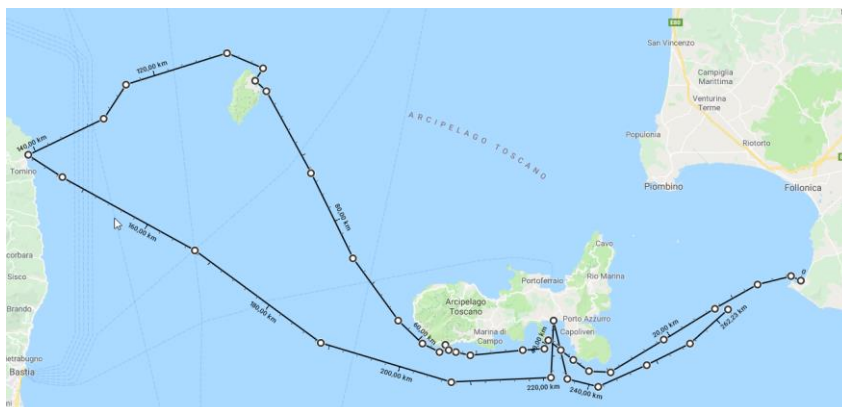 E80
San Vincenzo
120,00 km
Campiglia
Marittima
Venturina
Terme
ARCIPELAGO TOSCANO
140,00 km
Populonia
Riotorto
Tomino
Piombino
Follonica
80,00 km
160,00 km
Cavo
corbara
Portoferraio
Rio Marina
0
Sisco
Arcipelago
Toscano
Brando
180,00 km
60,00 km
Marina di
Campo
Porto Azzurro
Capoliveri
20,00 km
262,23 km
ietrabugno
Bastia
200,00 km
220,00 km
240,00 km